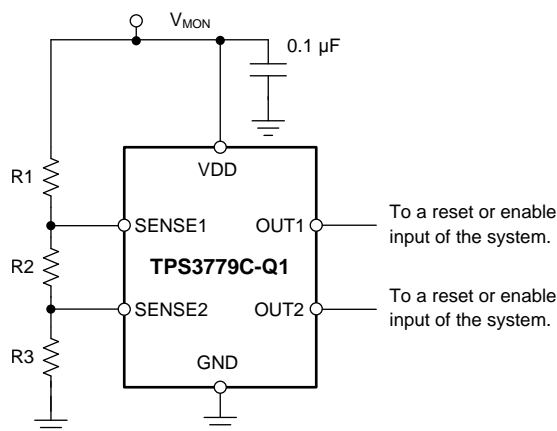 VMON
0.1 µF
R1
VDD
SENSE1
OUT1
To a reset or enable
input of the system.
R2
TPS3779C-Q1
SENSE2
OUT2
To a reset or enable
input of the system.
R3
GND